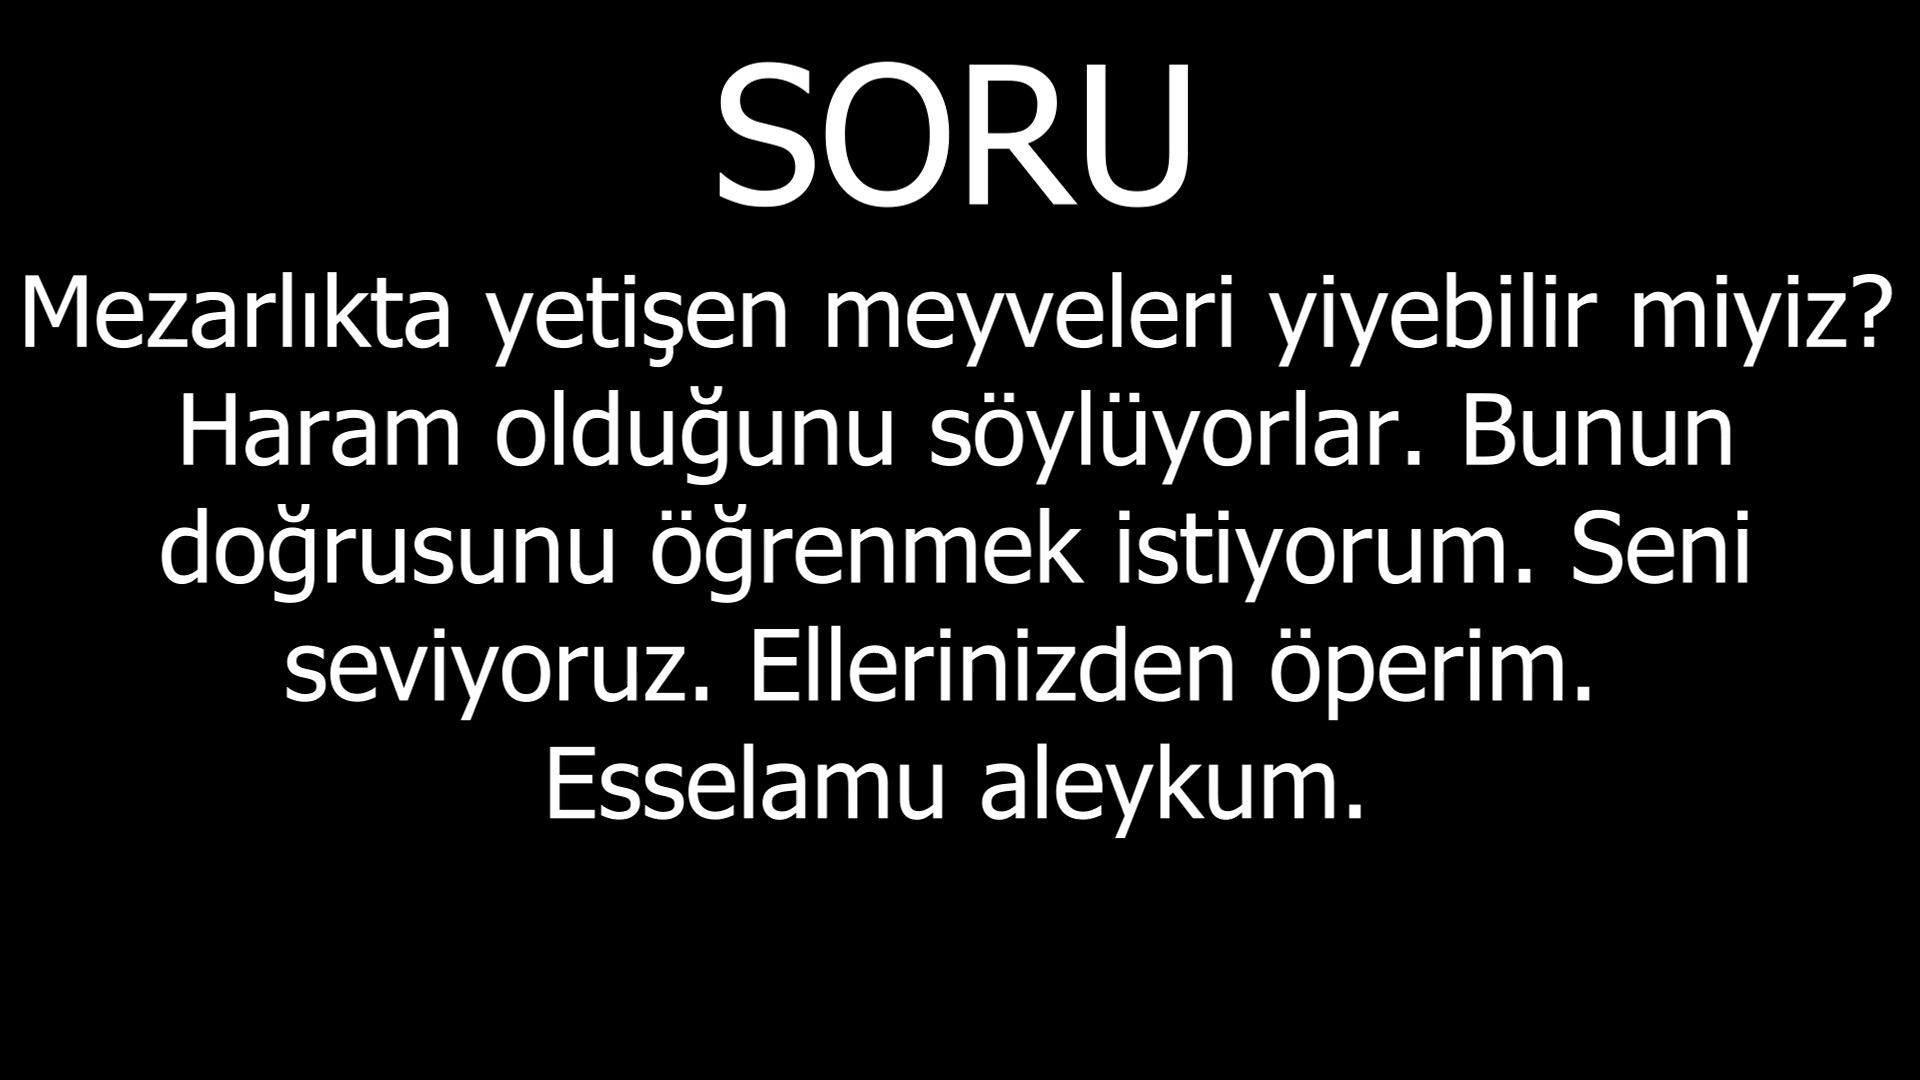 SORU
Mezarlıkta yetişen meyveleri yiyebilir miyiz?
Haram olduğunu söylüyorlar. Bunun
doğrusunu öğrenmek istiyorum. Seni
seviyoruz. Ellerinizden öperim.
Esselamu aleykum.